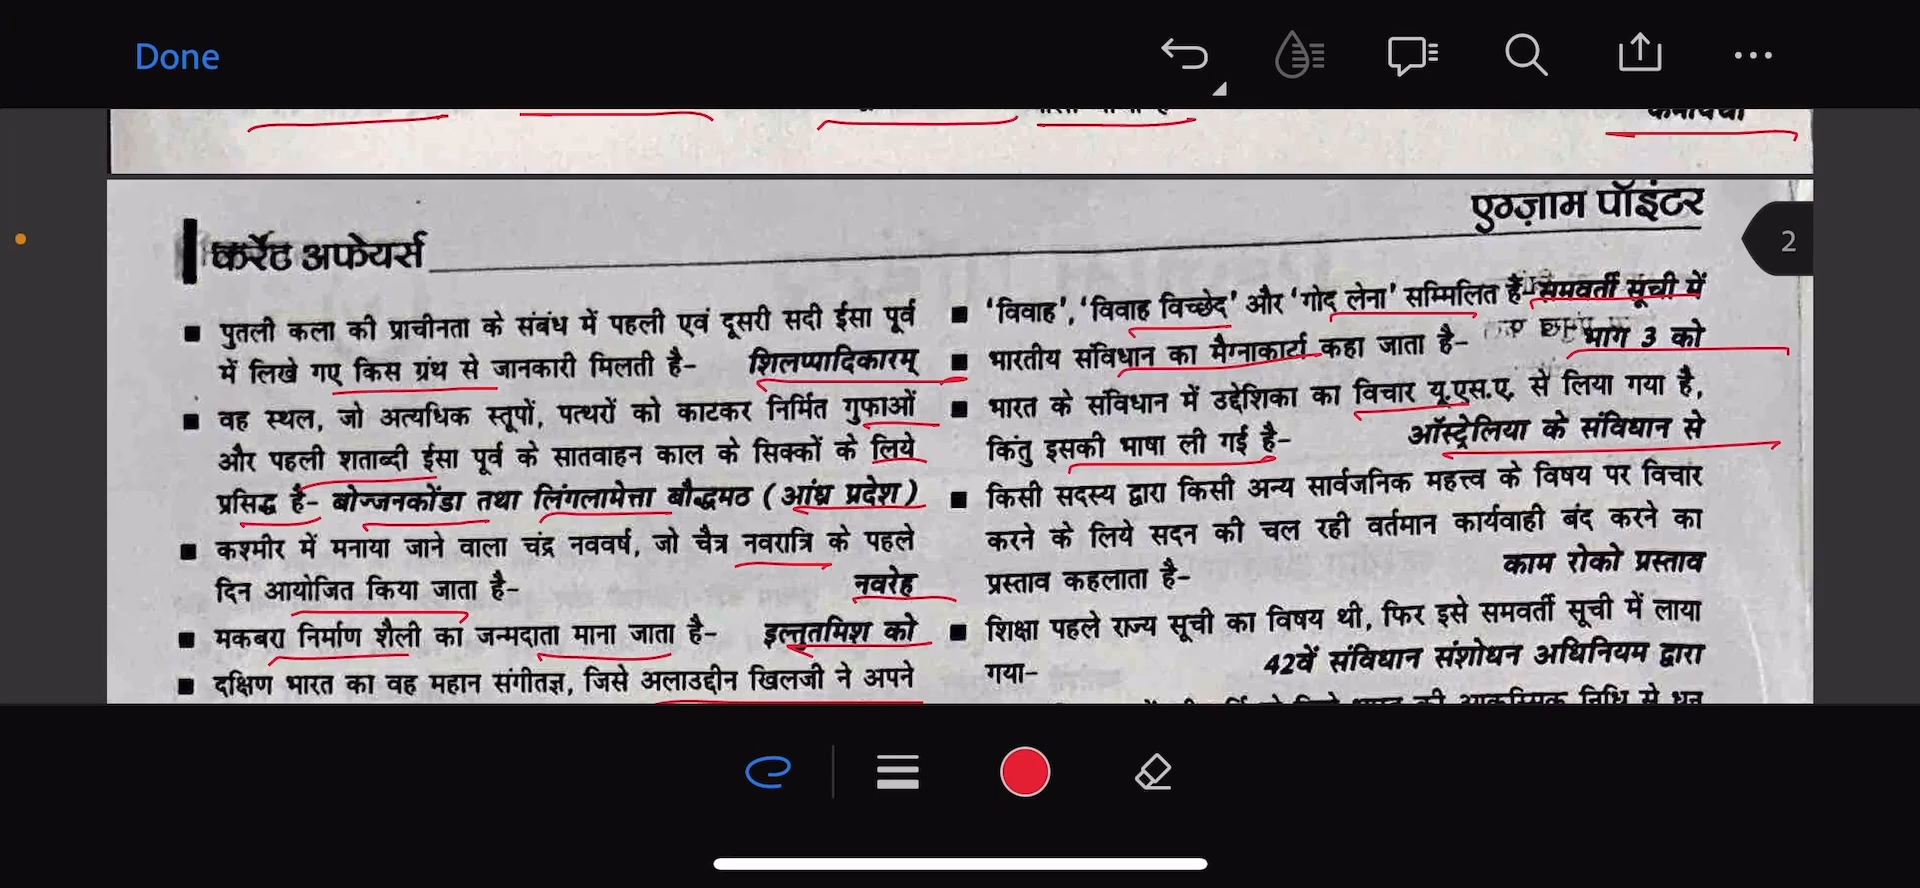 Done
करेंट अफेयर्स
एग्ज़ाम पॉइंटर
2
■ पुतली कला की प्राचीनता के संबंध में पहली एवं दूसरी सदी ईसा पूर्व
में लिखे गए किस ग्रंथ से जानकारी मिलती है- शिलप्पादिकारम्
■ वह स्थल, जो अत्यधिक स्तूपों, पत्थरों को काटकर निर्मित गुफाओं
और पहली शताब्दी ईसा पूर्व के सातवाहन काल के सिक्कों के लिये
प्रसिद्ध है- बोज्जनकोंडा तथा लिंगलामेत्ता बौद्धमठ (आंध्र प्रदेश)
■ कश्मीर में मनाया जाने वाला चंद्र नववर्ष, जो चैत्र नवरात्रि के पहले
दिन आयोजित किया जाता है- नवरेह
■ मकबरा निर्माण शैली का जन्मदाता माना जाता है- इल्तुतमिश को
■ दक्षिण भारत का वह महान संगीतज्ञ, जिसे अलाउद्दीन खिलजी ने अपने
■ 'विवाह', 'विवाह विच्छेद' और 'गोद लेना' सम्मिलित है- समवर्ती सूची में
■ भारतीय संविधान का मैग्नाकार्टा कहा जाता है- भाग 3 को
■ भारत के संविधान में उद्देशिका का विचार यू.एस.ए. से लिया गया है,
किंतु इसकी भाषा ली गई है- ऑस्ट्रेलिया के संविधान से
■ किसी सदस्य द्वारा किसी अन्य सार्वजनिक महत्त्व के विषय पर विचार
करने के लिये सदन की चल रही वर्तमान कार्यवाही बंद करने का
प्रस्ताव कहलाता है- काम रोको प्रस्ताव
■ शिक्षा पहले राज्य सूची का विषय थी, फिर इसे समवर्ती सूची में लाया
गया- 42वें संविधान संशोधन अधिनियम द्वारा
की आकस्मिक निधि से धन